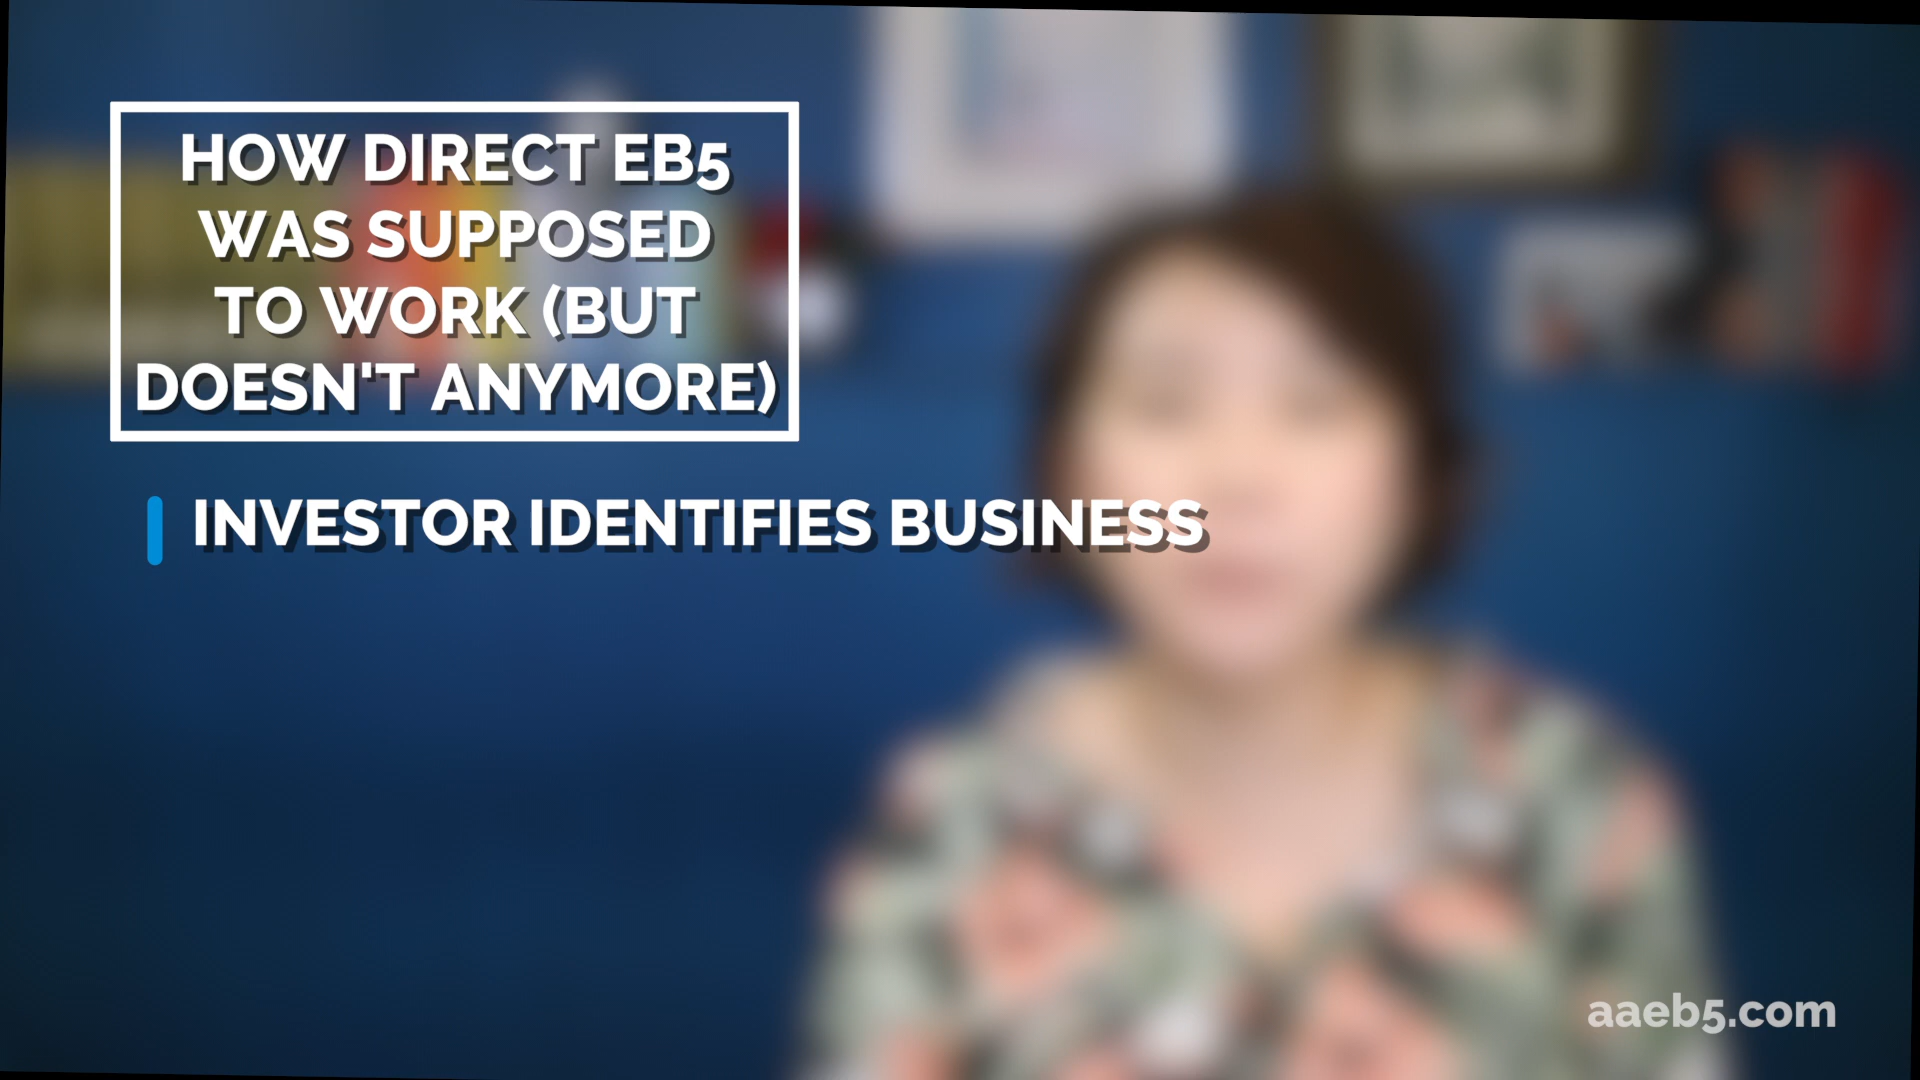 HOW DIRECT EB5
WAS SUPPOSED
TO WORK (BUT
DOESN'T ANYMORE)
INVESTOR IDENTIFIES BUSINESS
aaeb5.com